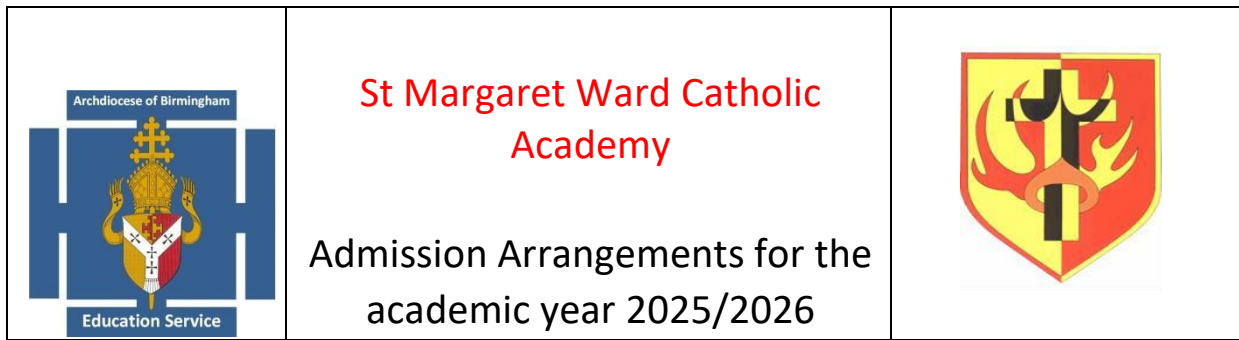 Archdiocese of Birmingham
Education Service
St Margaret Ward Catholic
Academy
Admission Arrangements for the
academic year 2025/2026